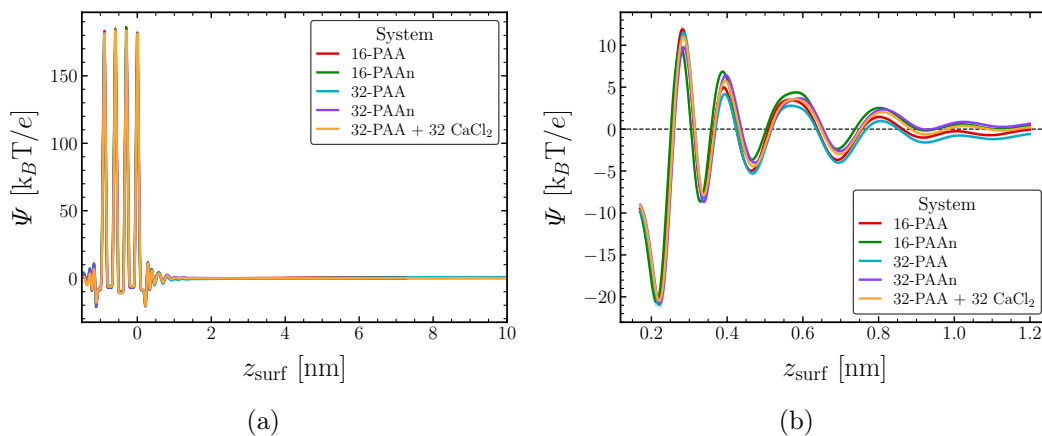 Ψ [k_BT/e]
150
100
50
0
0
2
4
6
8
10
z_surf [nm]
System
16-PAA
16-PAAn
32-PAA
32-PAAn
32-PAA + 32 CaCl₂
(a)
Ψ [k_BT/e]
10
5
0
−5
−10
−15
−20
0.2
0.4
0.6
0.8
1.0
1.2
z_surf [nm]
System
16-PAA
16-PAAn
32-PAA
32-PAAn
32-PAA + 32 CaCl₂
(b)